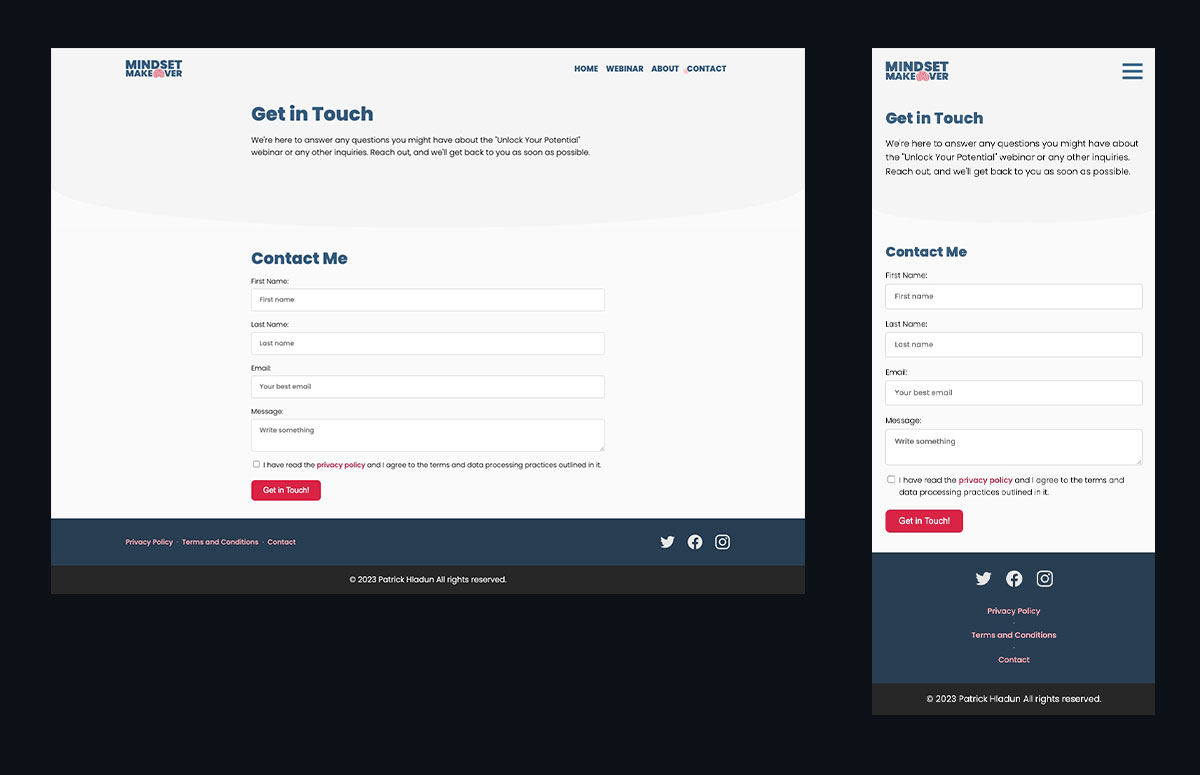 MINDSET
MAKEOVER
HOME WEBINAR ABOUT CONTACT
Get in Touch
We're here to answer any questions you might have about the "Unlock Your Potential"
webinar or any other inquiries. Reach out, and we'll get back to you as soon as possible.
Contact Me
First Name:
First name
Last Name:
Last name
Email:
Your best email
Message:
Write something
I have read the privacy policy and I agree to the terms and data processing practices outlined in it.
Get in Touch!
Privacy Policy · Terms and Conditions · Contact
© 2023 Patrick Hladun All rights reserved.
MINDSET
MAKEOVER
Get in Touch
We're here to answer any questions you might have about
the "Unlock Your Potential" webinar or any other inquiries.
Reach out, and we'll get back to you as soon as possible.
Contact Me
First Name:
First name
Last Name:
Last name
Email:
Your best email
Message:
Write something
I have read the privacy policy and I agree to the terms and
data processing practices outlined in it.
Get in Touch!
Privacy Policy
·
Terms and Conditions
·
Contact
© 2023 Patrick Hladun All rights reserved.